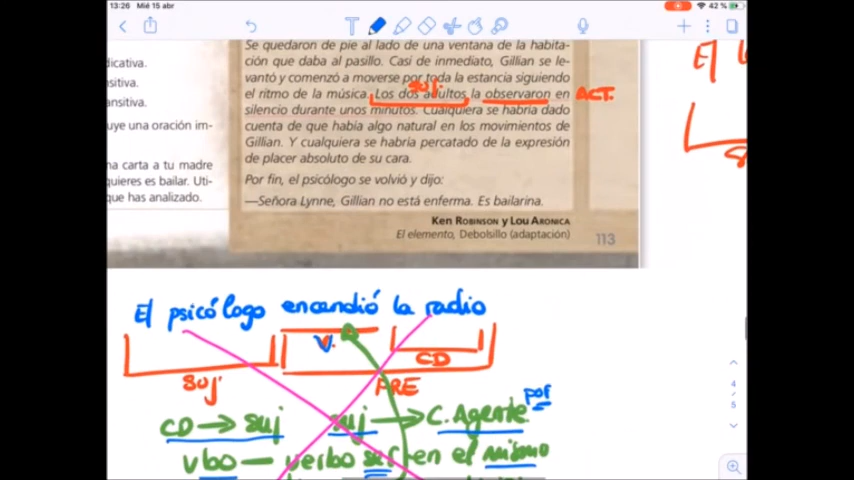 13:26 Mié 15 abr
42 %
Se quedaron de pie al lado de una ventana de la habita-
dicativa.
ción que daba al pasillo. Casi de inmediato, Gillian se le-
sitiva.
vantó y comenzó a moverse por toda la estancia siguiendo
suj.
ansitiva.
el ritmo de la música. Los dos adultos la observaron en
ACT.
silencio durante unos minutos. Cualquiera se habría dado
uye una oración im-
cuenta de que había algo natural en los movimientos de
Gillian. Y cualquiera se habría percatado de la expresión
na carta a tu madre
de placer absoluto de su cara.
quieres es bailar. Uti-
Por fin, el psicólogo se volvió y dijo:
que has analizado.
—Señora Lynne, Gillian no está enferma. Es bailarina.
Ken Robinson y Lou Aronica
El elemento, Debolsillo (adaptación)
113
El
El psicólogo encendió la radio
V.
CD
Suj
PRE
por
CD → suj suj → C. Agente
vbo — verbo ser en el mismo
4
5